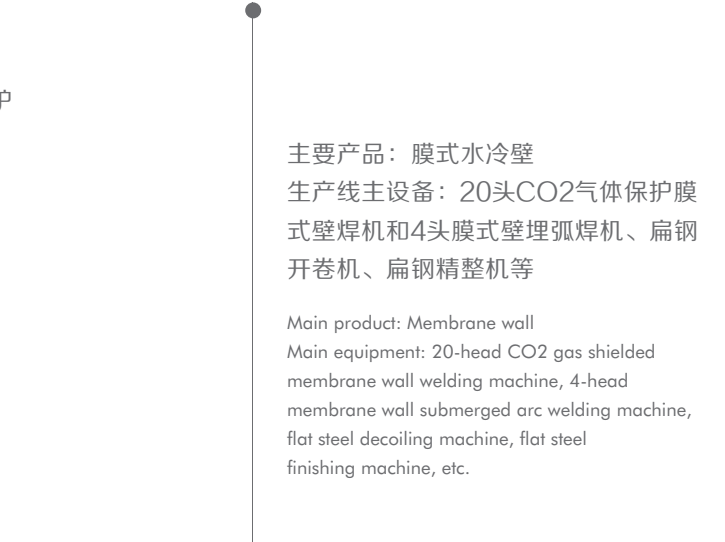 护
主要产品：膜式水冷壁
生产线主设备：20头CO2气体保护膜
式壁焊机和4头膜式壁埋弧焊机、扁钢
开卷机、扁钢精整机等
Main product: Membrane wall
Main equipment: 20-head CO2 gas shielded
membrane wall welding machine, 4-head
membrane wall submerged arc welding machine,
flat steel decoiling machine, flat steel
finishing machine, etc.